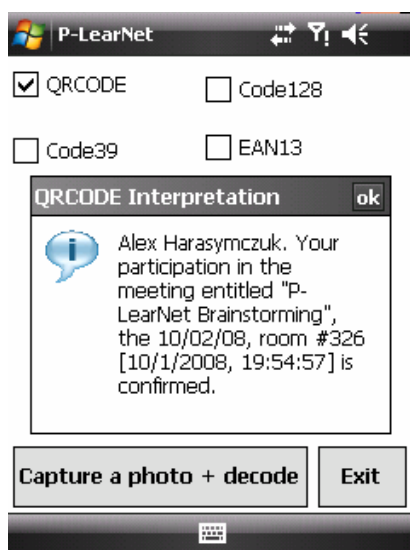 P-LearNet
QRCODE
Code128
Code39
EAN13
QRCODE Interpretation
ok
Alex Harasymczuk. Your
participation in the
meeting entitled "P-
LearNet Brainstorming",
the 10/02/08, room #326
[10/1/2008, 19:54:57] is
confirmed.
Capture a photo + decode
Exit